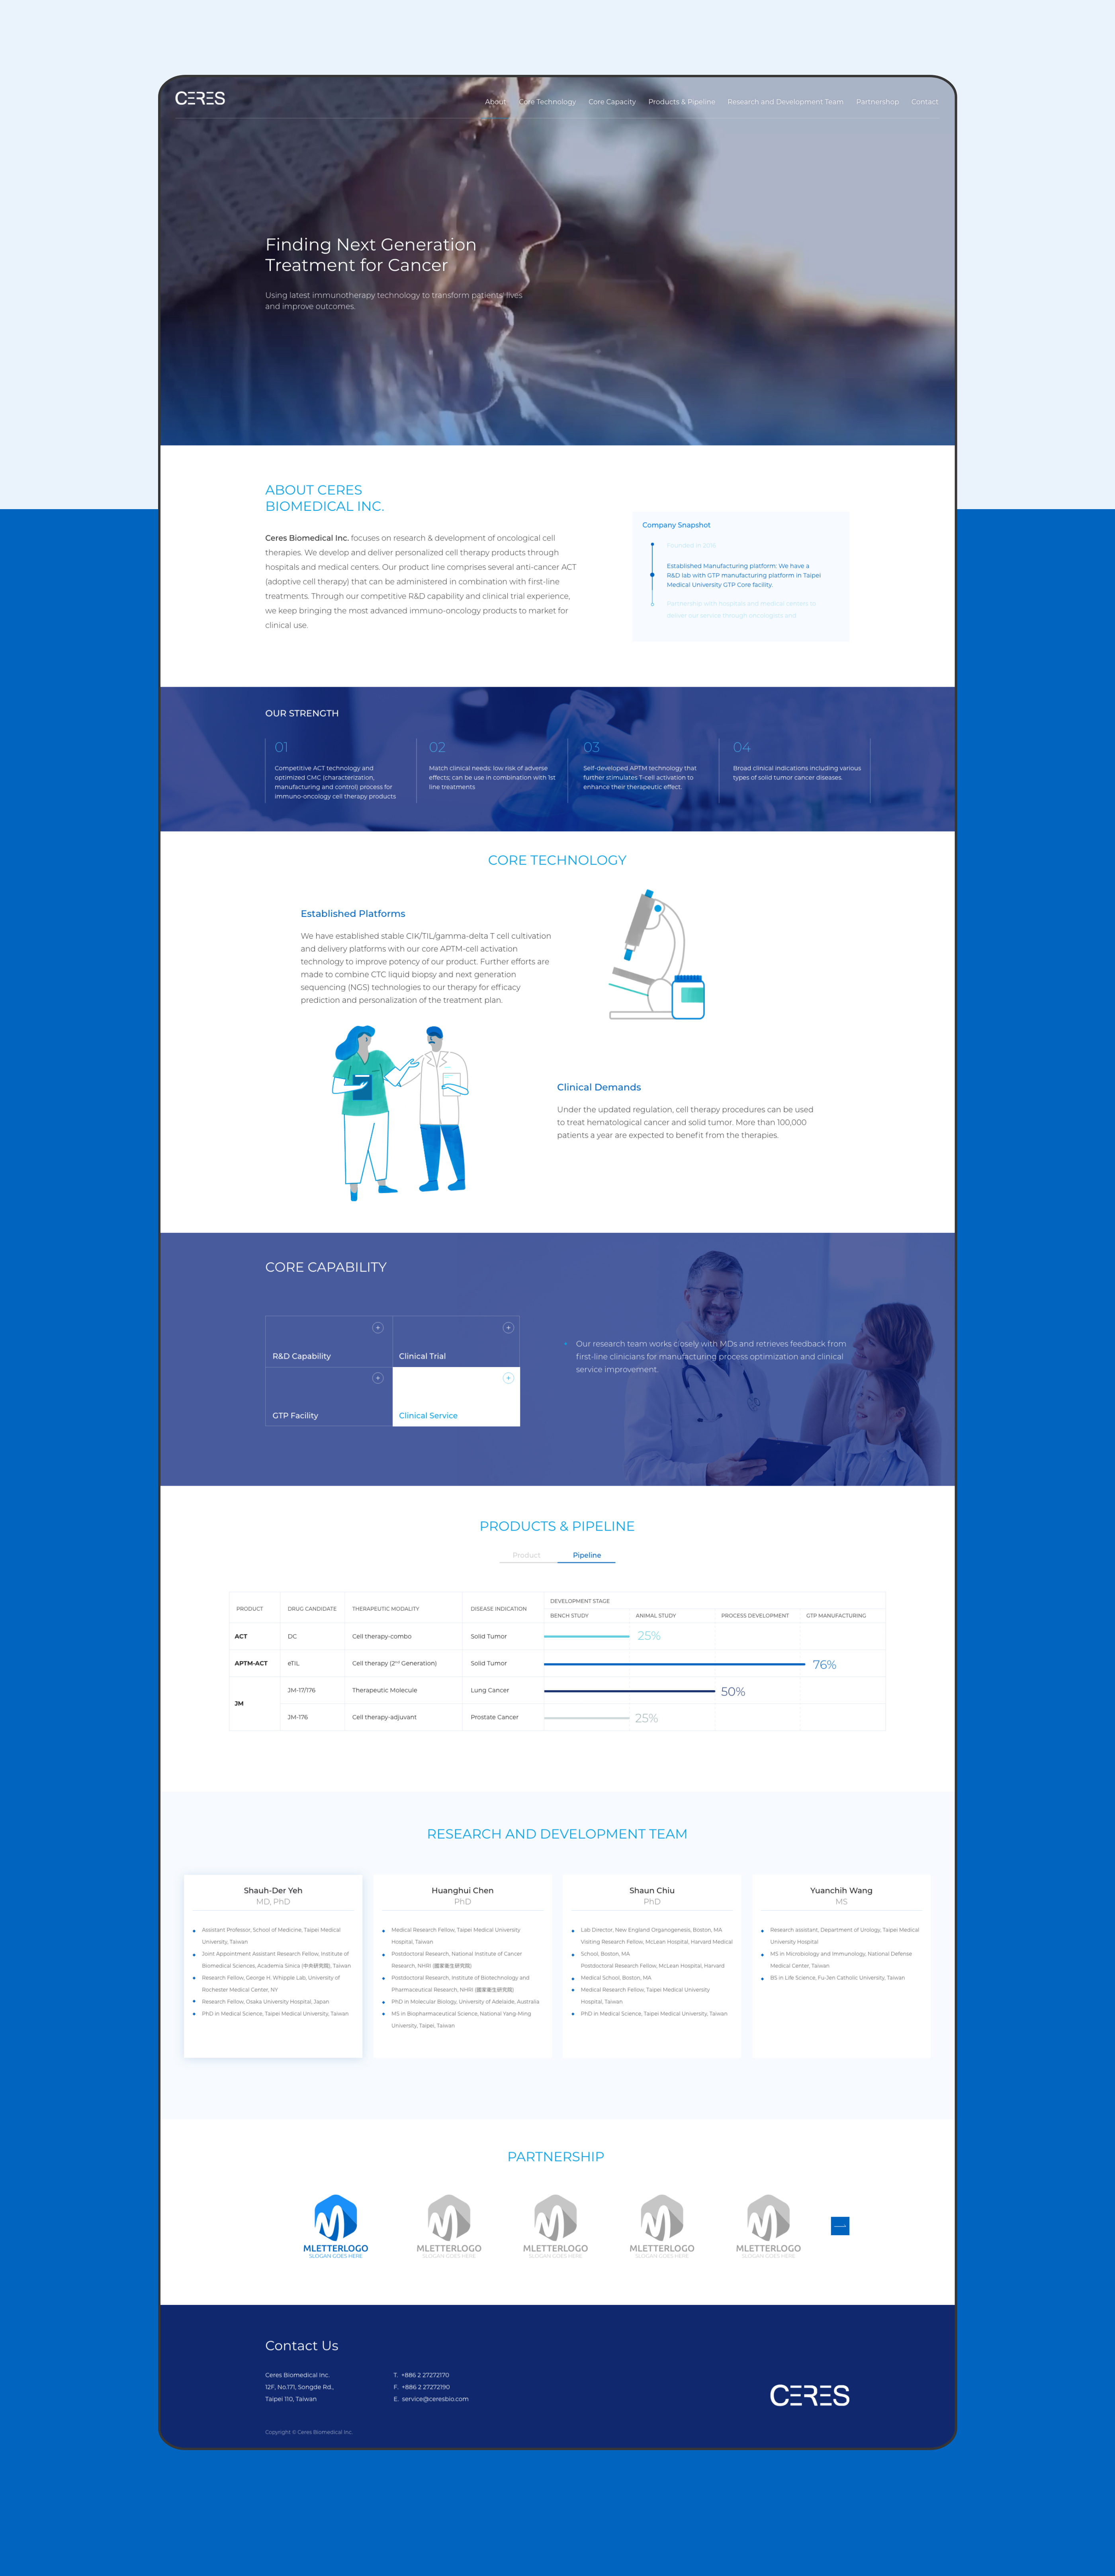 CERES
About Core Technology Core Capacity Products & Pipeline Research and Development Team Partnershop Contact
Finding Next Generation
Treatment for Cancer
Using latest immunotherapy technology to transform patients' lives
and improve outcomes.
ABOUT CERES
BIOMEDICAL INC.
Ceres Biomedical Inc. focuses on research & development of oncological cell
therapies. We develop and deliver personalized cell therapy products through
hospitals and medical centers. Our product line comprises several anti-cancer ACT
(adoptive cell therapy) that can be administered in combination with first-line
treatments. Through our competitive R&D capability and clinical trial experience,
we keep bringing the most advanced immuno-oncology products to market for
clinical use.
Company Snapshot
Founded in
Established Manufacturing platform: We have a
R&D lab with GTP manufacturing platform in Taipei
Medical University GTP Core facility.
Partnership with hospitals and medical centers to
deliver our service through oncologists and
OUR STRENGTH
01
Competitive ACT technology and
optimized CMC (characterization,
manufacturing and control) process for
immuno-oncology cell therapy products
02
Match clinical needs: low risk of adverse
effects; can be use in combination with 1st
line treatments
03
Self-developed APTM technology that
further stimulates T-cell activation to
enhance their therapeutic effect.
04
Broad clinical indications including various
types of solid tumor cancer diseases.
CORE TECHNOLOGY
Established Platforms
We have established stable CIK/TIL/gamma-delta T cell cultivation
and delivery platforms with our core APTM-cell activation
technology to improve potency of our product. Further efforts are
made to combine CTC liquid biopsy and next generation
sequencing (NGS) technologies to our therapy for efficacy
prediction and personalization of the treatment plan.
Clinical Demands
Under the updated regulation, cell therapy procedures can be used
to treat hematological cancer and solid tumor. More than 100,000
patients a year are expected to benefit from the therapies.
CORE CAPABILITY
R&D Capability
Clinical Trial
GTP Facility
Clinical Service
Our research team works closely with MDs and retrieves feedback from
first-line clinicians for manufacturing process optimization and clinical
service improvement.
PRODUCTS & PIPELINE
Product Pipeline
PRODUCT DRUG CANDIDATE THERAPEUTIC MODALITY DISEASE INDICATION DEVELOPMENT STAGE
BENCH STUDY ANIMAL STUDY PROCESS DEVELOPMENT GTP MANUFACTURING
ACT DC Cell therapy-combo Solid Tumor 25%
APTM-ACT eTIL Cell therapy (2nd Generation) Solid Tumor 76%
JM
JM-17/176 Therapeutic Molecule Lung Cancer 50%
JM-176 Cell therapy-adjuvant Prostate Cancer 25%
RESEARCH AND DEVELOPMENT TEAM
Shauh-Der Yeh
MD, PhD
Assistant Professor, School of Medicine, Taipei Medical
University, Taiwan
Joint Appointment Assistant Research Fellow, Institute of
Biomedical Sciences, Academia Sinica (中央研究院), Taiwan
Research Fellow, George H. Whipple Lab, University of
Rochester Medical Center, NY
Research Fellow, Osaka University Hospital, Japan
PhD in Medical Science, Taipei Medical University, Taiwan
Huanghui Chen
PhD
Medical Research Fellow, Taipei Medical University
Hospital, Taiwan
Postdoctoral Research, National Institute of Cancer
Research, NHRI (國家衛生研究院)
Postdoctoral Research, Institute of Biotechnology and
Pharmaceutical Research, NHRI (國家衛生研究院)
PhD in Molecular Biology, University of Adelaide, Australia
MS in Biopharmaceutical Science, National Yang-Ming
University, Taipei, Taiwan
Shaun Chiu
PhD
Lab Director, New England Organogenesis, Boston, MA
Visiting Research Fellow, McLean Hospital, Harvard Medical
School, Boston, MA
Postdoctoral Research Fellow, McLean Hospital, Harvard
Medical School, Boston, MA
Medical Research Fellow, Taipei Medical University
Hospital, Taiwan
PhD in Medical Science, Taipei Medical University, Taiwan
Yuanchih Wang
MS
Research assistant, Department of Urology, Taipei Medical
University Hospital
MS in Microbiology and Immunology, National Defense
Medical Center, Taiwan
BS in Life Science, Fu-Jen Catholic University, Taiwan
PARTNERSHIP
MLETTERLOGO MLETTERLOGO MLETTERLOGO MLETTERLOGO MLETTERLOGO
SLOGAN GOES HERE SLOGAN GOES HERE SLOGAN GOES HERE SLOGAN GOES HERE SLOGAN GOES HERE
Contact Us
Ceres Biomedical Inc.
12F, No.171, Songde Rd.,
Taipei 110, Taiwan
T. +886 2 27272170
F. +886 2 27272190
E. service@ceresbio.com
CERES
Copyright © Ceres Biomedical Inc.